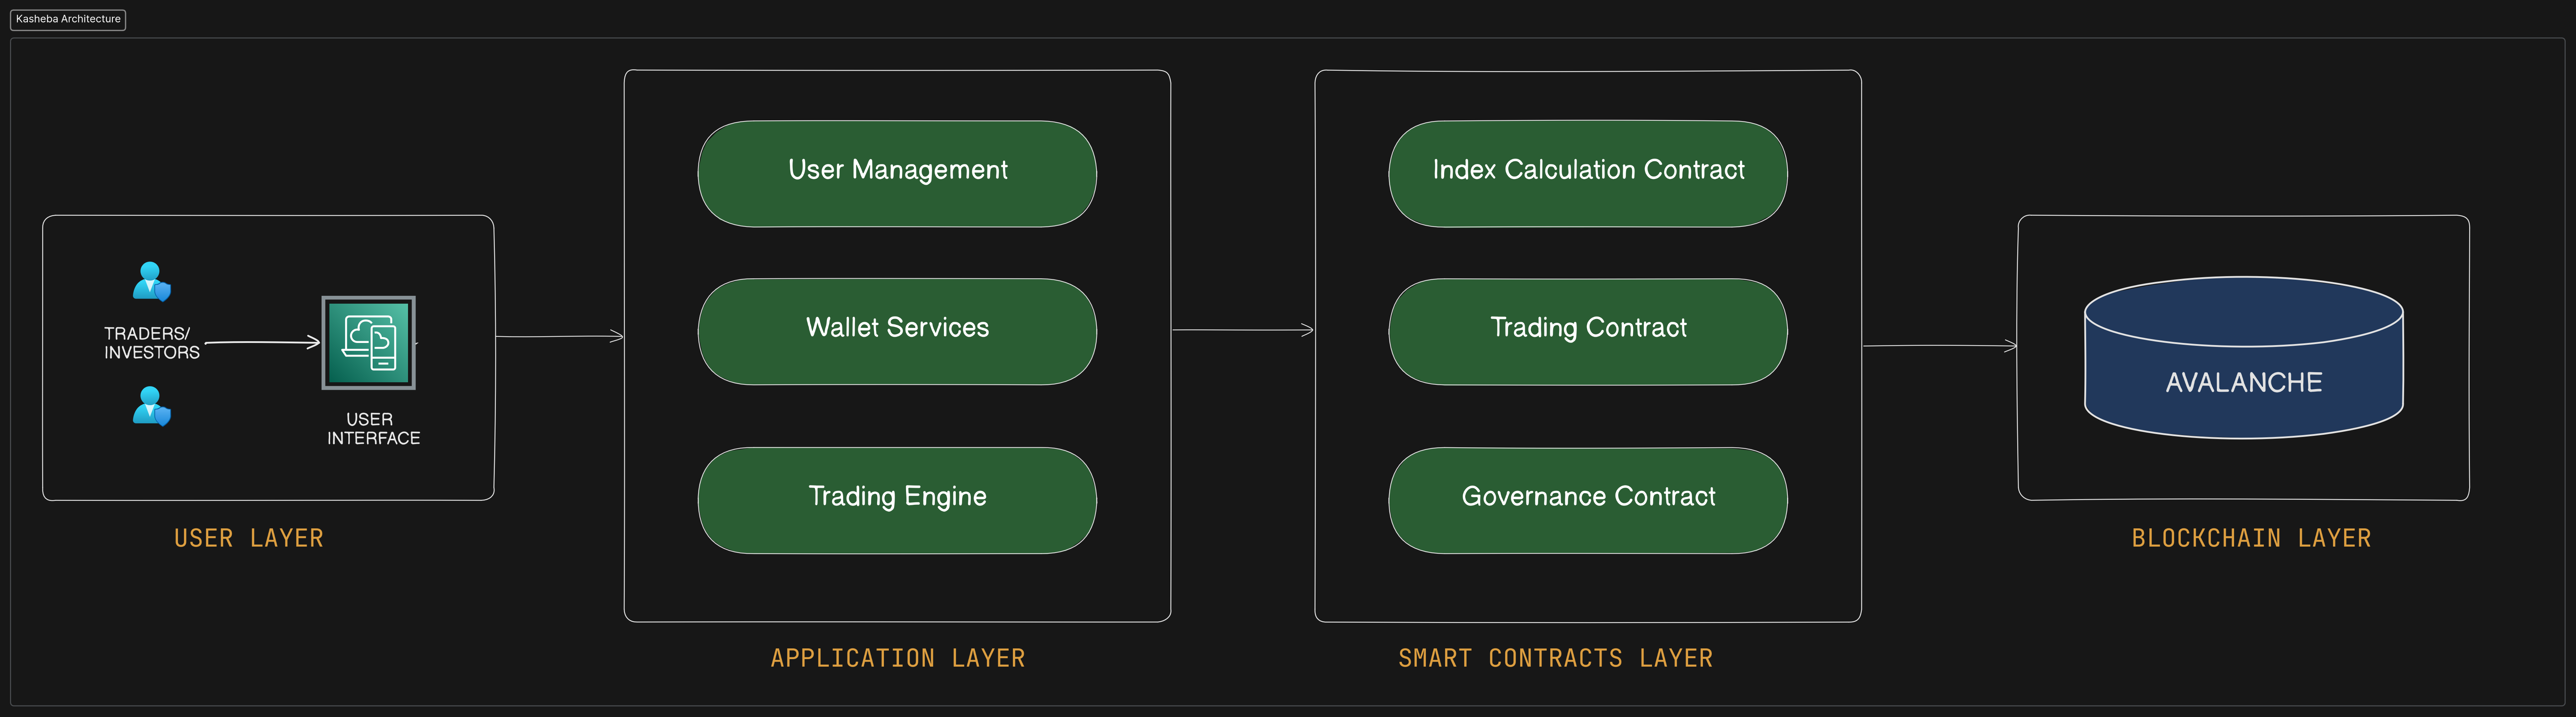 Kasheba Architecture
TRADERS/
INVESTORS
USER
INTERFACE
USER LAYER
User Management
Wallet Services
Trading Engine
APPLICATION LAYER
Index Calculation Contract
Trading Contract
Governance Contract
SMART CONTRACTS LAYER
AVALANCHE
BLOCKCHAIN LAYER